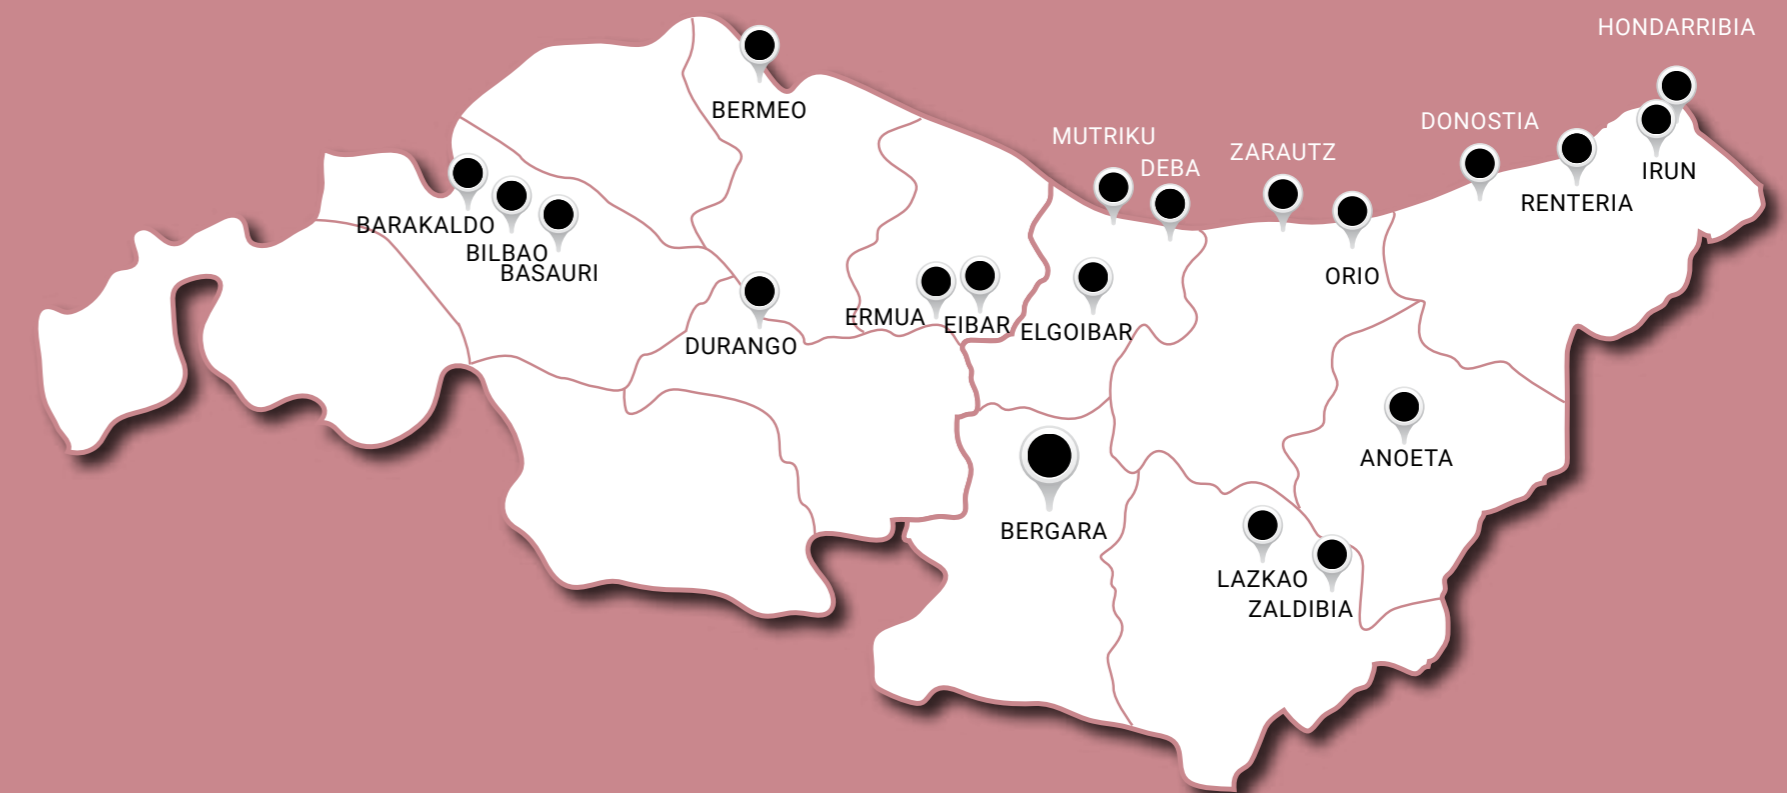 HONDARRIBIA
BERMEO
DONOSTIA
MUTRIKU
ZARAUTZ
DEBA
IRUN
RENTERIA
BARAKALDO
BILBAO
BASAURI
ORIO
ERMUA
EIBAR
ELGOIBAR
DURANGO
ANOETA
BERGARA
LAZKAO
ZALDIBIA